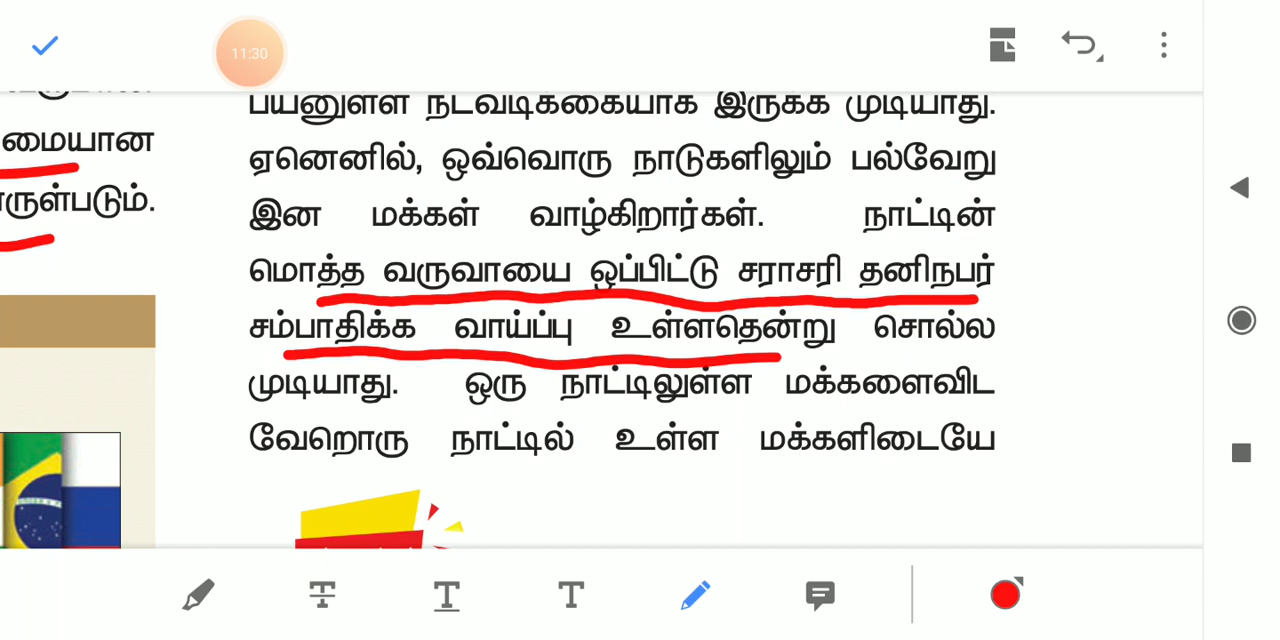 11:30
மையான
ருள்படும்.
பயனுள்ள நடவடிக்கையாக இருக்க முடியாது.
ஏனெனில், ஒவ்வொரு நாடுகளிலும் பல்வேறு
இன மக்கள் வாழ்கிறார்கள். நாட்டின்
மொத்த வருவாயை ஒப்பிட்டு சராசரி தனிநபர்
சம்பாதிக்க வாய்ப்பு உள்ளதென்று சொல்ல
முடியாது. ஒரு நாட்டிலுள்ள மக்களைவிட
வேறொரு நாட்டில் உள்ள மக்களிடையே